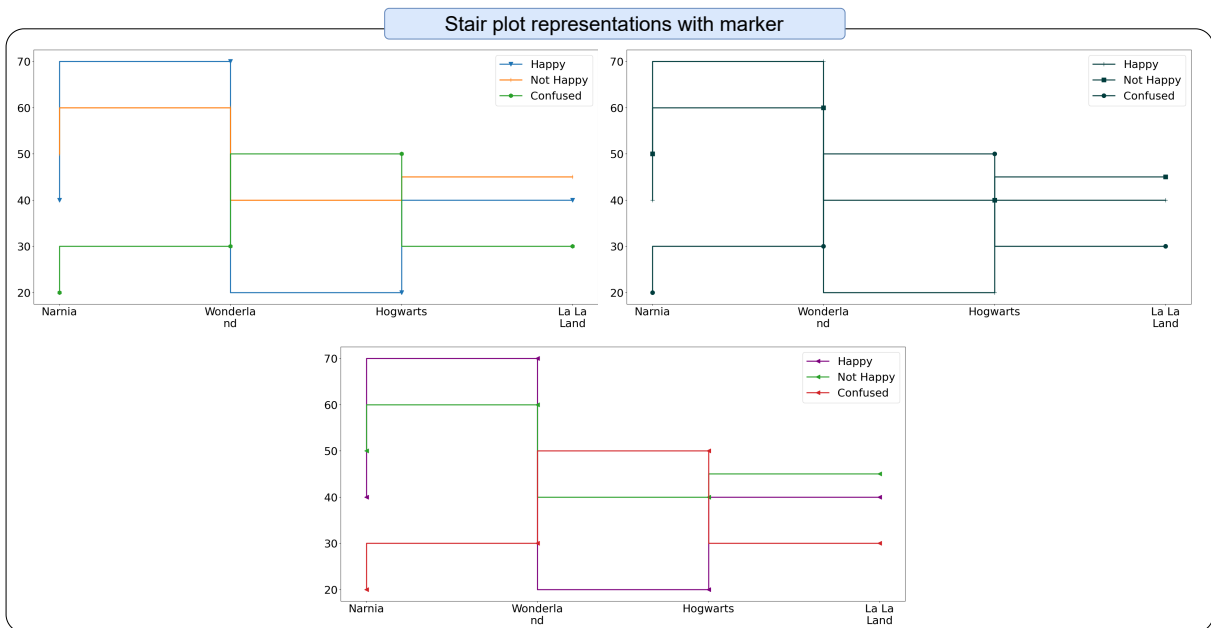 Stair plot representations with marker
70
60
50
40
30
20
Narnia
Wonderla
nd
Hogwarts
La La
Land
Happy
Not Happy
Confused
70
60
50
40
30
20
Narnia
Wonderla
nd
Hogwarts
La La
Land
Happy
Not Happy
Confused
70
60
50
40
30
20
Narnia
Wonderla
nd
Hogwarts
La La
Land
Happy
Not Happy
Confused